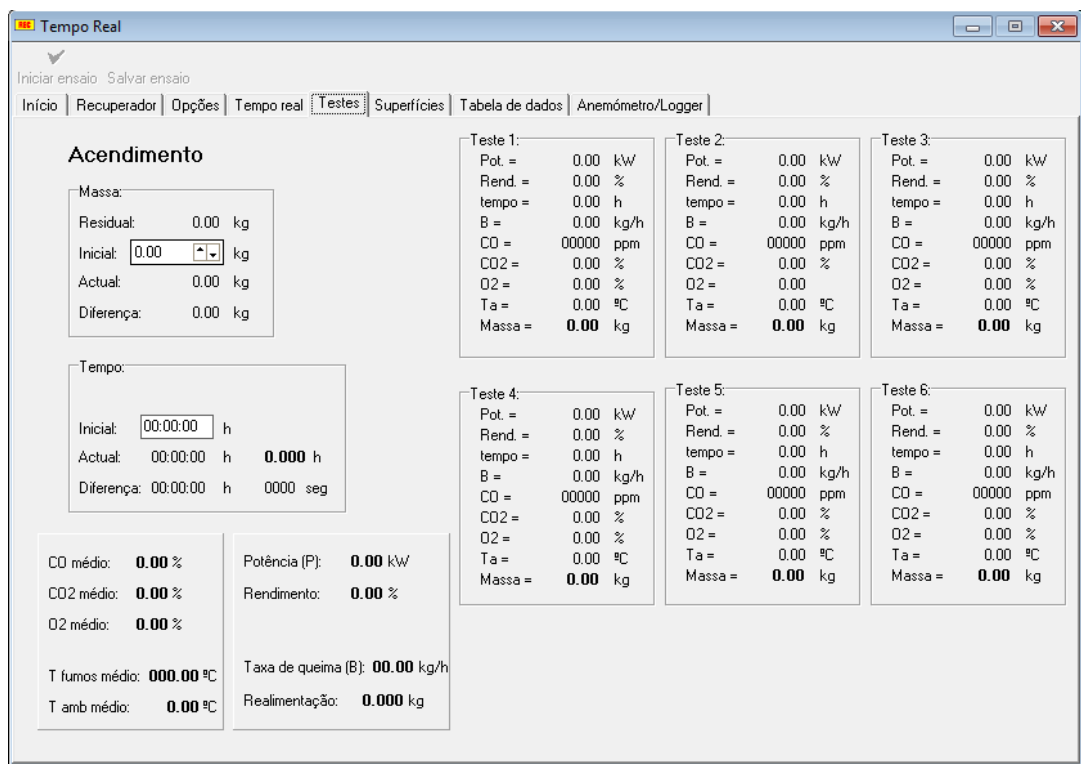 REC Tempo Real
Iniciar ensaio Salvar ensaio
Início Recuperador Opções Tempo real Testes Superfícies Tabela de dados Anemómetro/Logger
Acendimento
Massa:
Residual: 0.00 kg
Inicial: 0.00 kg
Actual: 0.00 kg
Diferença: 0.00 kg
Tempo:
Inicial: 00:00:00 h
Actual: 00:00:00 h 0.000 h
Diferença: 00:00:00 h 0000 seg
CO médio: 0.00 %
CO2 médio: 0.00 %
O2 médio: 0.00 %
T fumos médio: 000.00 ºC
T amb médio: 0.00 ºC
Potência (P): 0.00 kW
Rendimento: 0.00 %
Taxa de queima (B): 00.00 kg/h
Realimentação: 0.000 kg
Teste 1:
Pot. = 0.00 kW
Rend. = 0.00 %
tempo = 0.00 h
B = 0.00 kg/h
CO = 00000 ppm
CO2 = 0.00 %
O2 = 0.00 %
Ta = 0.00 ºC
Massa = 0.00 kg
Teste 2:
Pot. = 0.00 kW
Rend. = 0.00 %
tempo = 0.00 h
B = 0.00 kg/h
CO = 00000 ppm
CO2 = 0.00 %
O2 = 0.00
Ta = 0.00 ºC
Massa = 0.00 kg
Teste 3:
Pot. = 0.00 kW
Rend. = 0.00 %
tempo = 0.00 h
B = 0.00 kg/h
CO = 00000 ppm
CO2 = 0.00 %
O2 = 0.00 %
Ta = 0.00 ºC
Massa = 0.00 kg
Teste 4:
Pot. = 0.00 kW
Rend. = 0.00 %
tempo = 0.00 h
B = 0.00 kg/h
CO = 00000 ppm
CO2 = 0.00 %
O2 = 0.00 %
Ta = 0.00 ºC
Massa = 0.00 kg
Teste 5:
Pot. = 0.00 kW
Rend. = 0.00 %
tempo = 0.00 h
B = 0.00 kg/h
CO = 00000 ppm
CO2 = 0.00 %
O2 = 0.00 %
Ta = 0.00 ºC
Massa = 0.00 kg
Teste 6:
Pot. = 0.00 kW
Rend. = 0.00 %
tempo = 0.00 h
B = 0.00 kg/h
CO = 00000 ppm
CO2 = 0.00 %
O2 = 0.00 %
Ta = 0.00 ºC
Massa = 0.00 kg